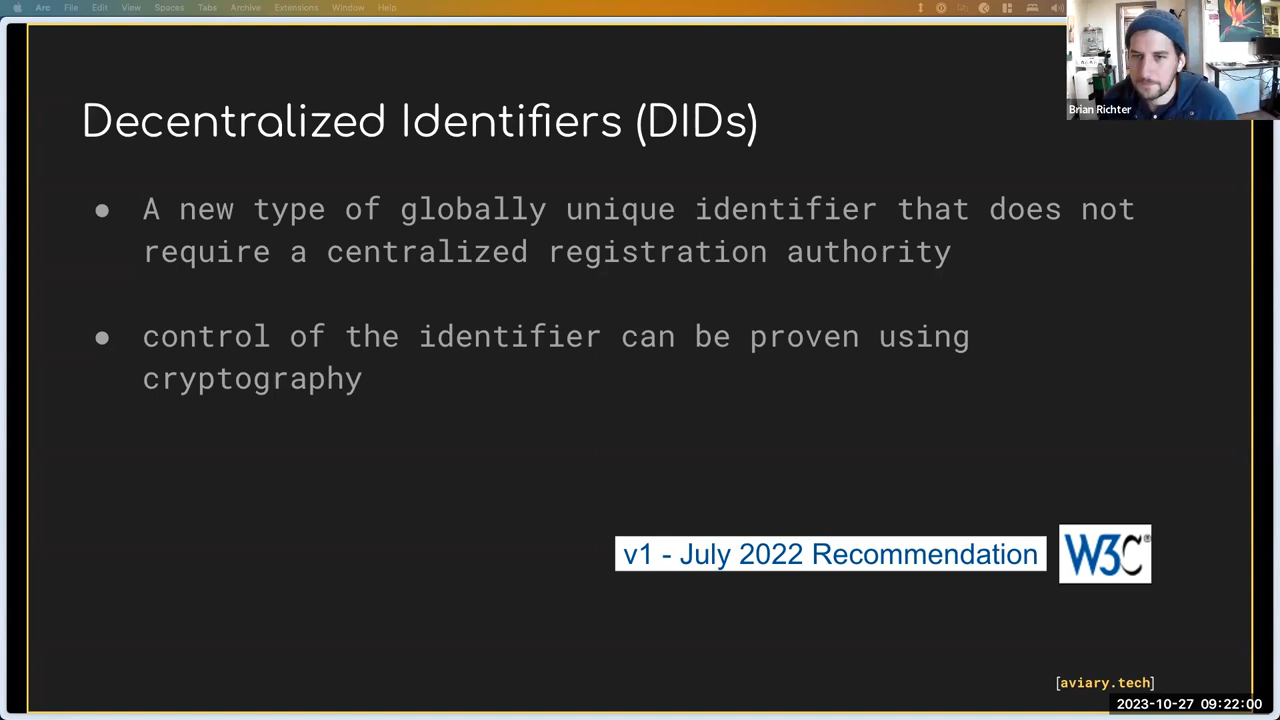 Arc File Edit View Spaces Tabs Archive Extensions Window Help
Brian Richter
Decentralized Identifiers (DIDs)
● A new type of globally unique identifier that does not
require a centralized registration authority
● control of the identifier can be proven using
cryptography
v1 - July 2022 Recommendation W3C®
[aviary.tech]
2023-10-27 09:22:00